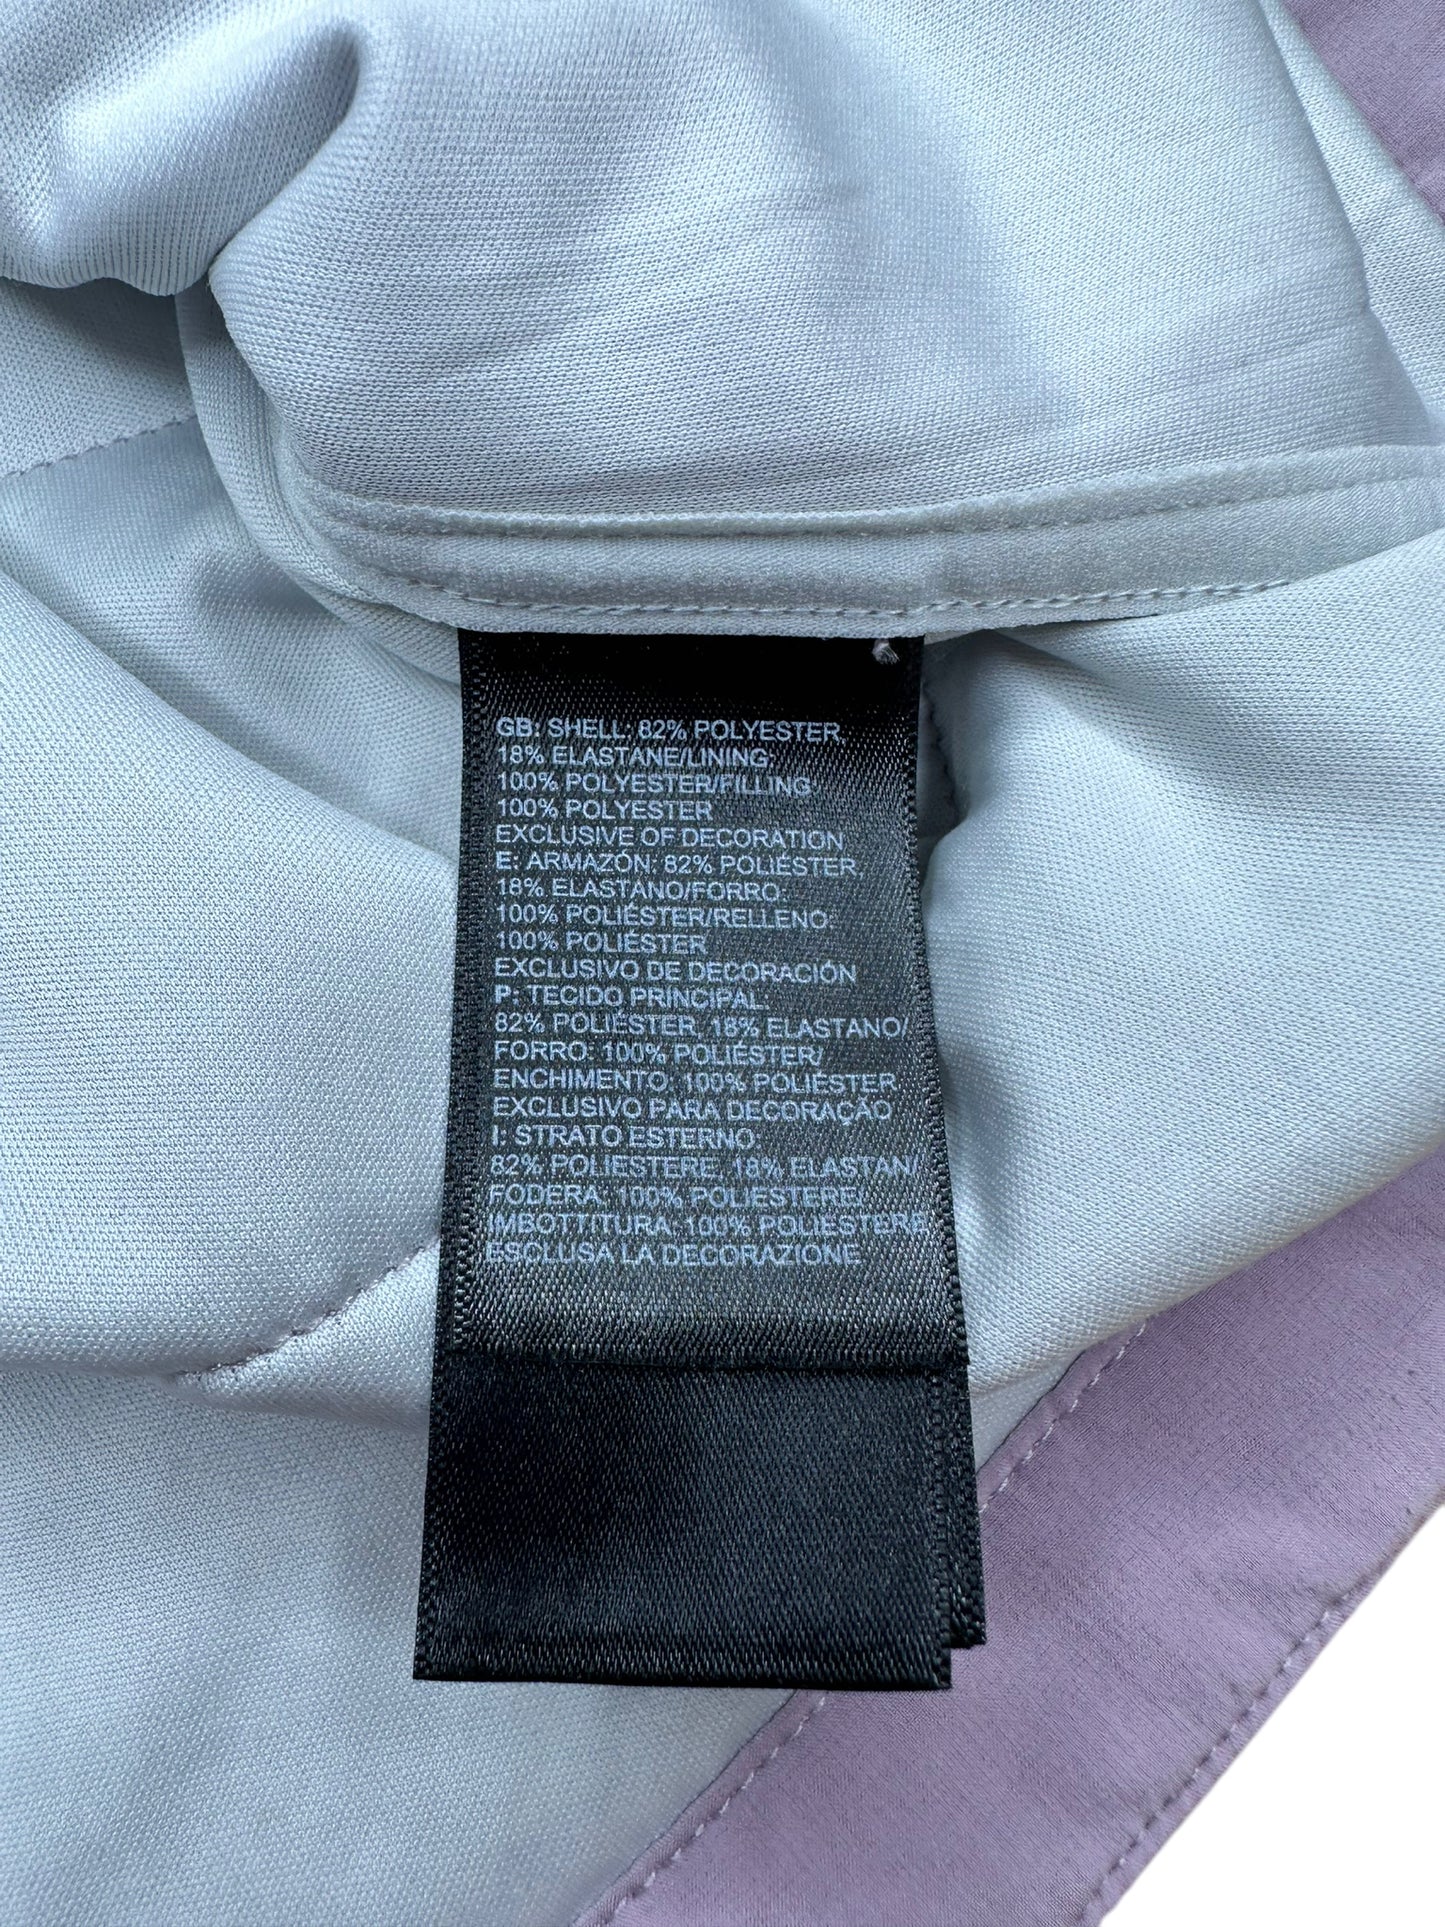 GB: SHELL: 82% POLYESTER,
18% ELASTANE/LINING:
100% POLYESTER/FILLING:
100% POLYESTER
EXCLUSIVE OF DECORATION
E: ARMAZÓN: 82% POLIÉSTER,
18% ELASTANO/FORRO:
100% POLIÉSTER/RELLENO:
100% POLIÉSTER
EXCLUSIVO DE DECORACIÓN
P: TECIDO PRINCIPAL:
82% POLIÉSTER, 18% ELASTANO/
FORRO: 100% POLIÉSTER/
ENCHIMENTO: 100% POLIÉSTER
EXCLUSIVO PARA DECORAÇÃO
I: STRATO ESTERNO:
82% POLIESTERE, 18% ELASTAN/
FODERA: 100% POLIESTERE/
IMBOTTITURA: 100% POLIESTERE
ESCLUSA LA DECORAZIONE